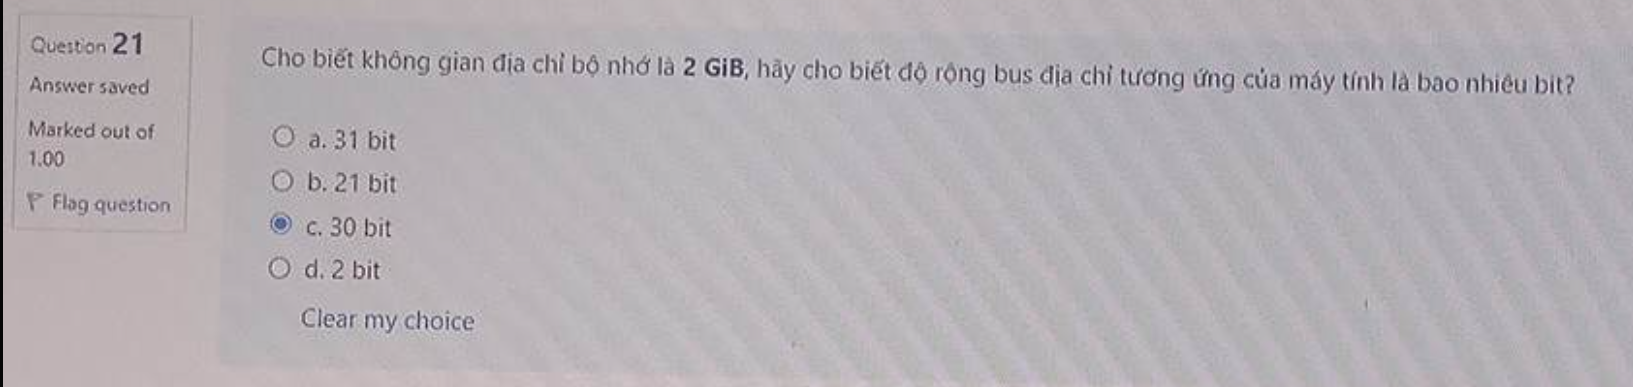 Question 21
Answer saved
Marked out of
1.00
Flag question
Cho biết không gian địa chỉ bộ nhớ là 2 GiB, hãy cho biết độ rộng bus địa chỉ tương ứng của máy tính là bao nhiêu bit?
a. 31 bit
b. 21 bit
c. 30 bit
d. 2 bit
Clear my choice